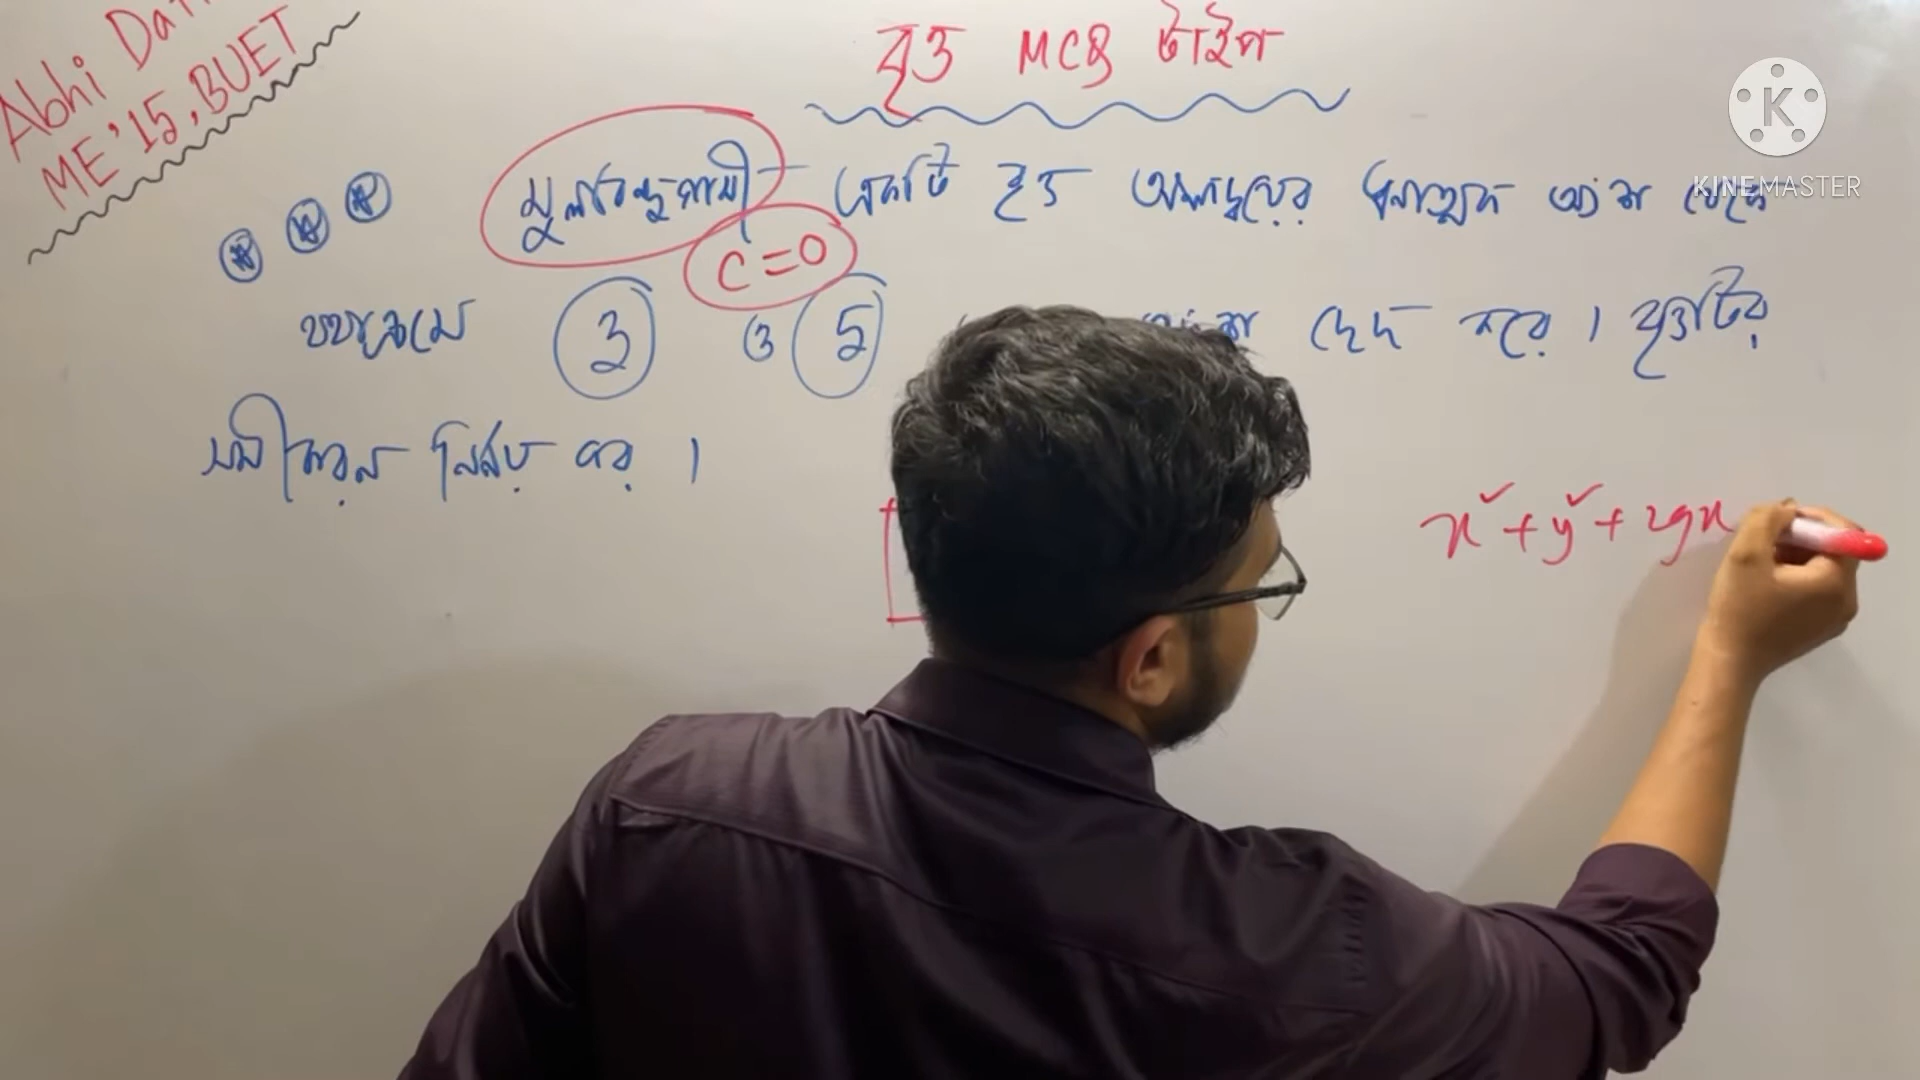 Abhi Dat
ME'15, BUET
বৃত্ত MCQ টাইপ
KINEMASTER
মূলবিন্দুগামী একটি বৃত্ত অক্ষদ্বয়ের ধনাত্মক অংশ থেকে
C=0
যথাক্রমে 3 ও 5 অংশ ছেদ করে । বৃত্তটির
সমীকরণ নির্ণয় কর ।
x²+y²+2gx